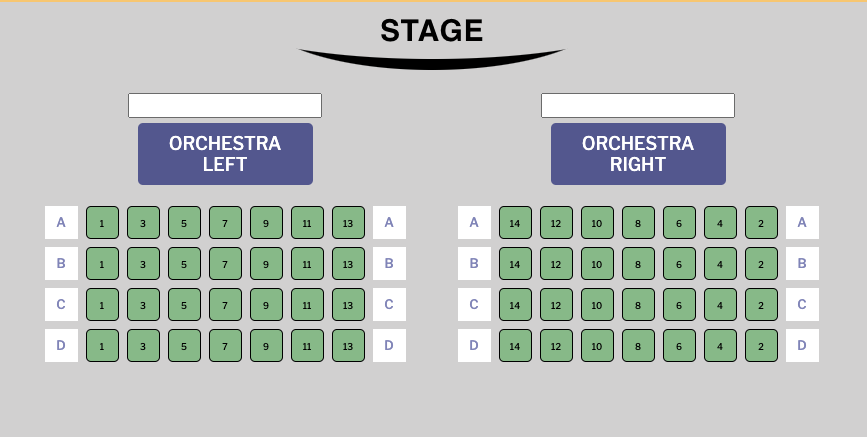 STAGE
ORCHESTRA
LEFT
ORCHESTRA
RIGHT
A 1 3 5 7 9 11 13 A A 14 12 10 8 6 4 2 A
B 1 3 5 7 9 11 13 B B 14 12 10 8 6 4 2 B
C 1 3 5 7 9 11 13 C C 14 12 10 8 6 4 2 C
D 1 3 5 7 9 11 13 D D 14 12 10 8 6 4 2 D